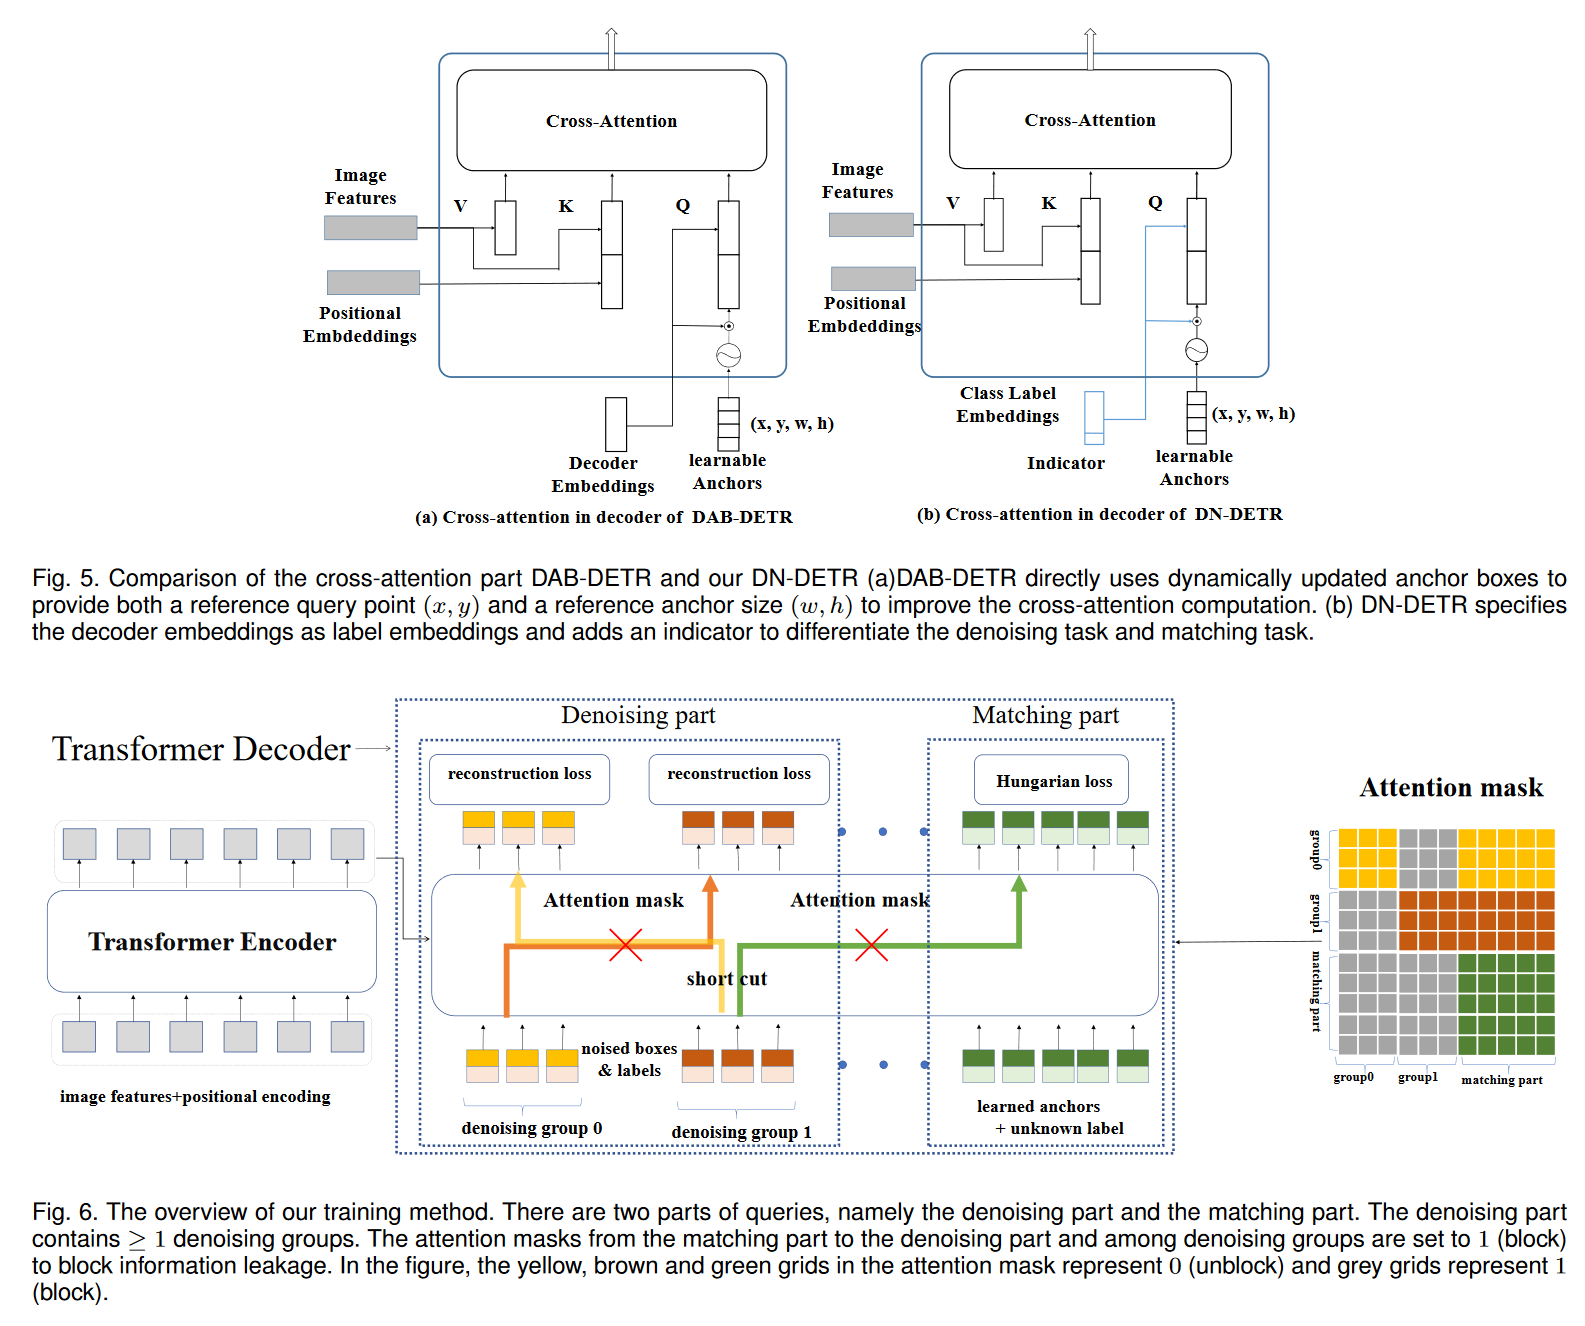 Cross-Attention
Image
Features
V
K
Q
Positional
Embdeddings
(x, y, w, h)
Decoder
Embeddings
learnable
Anchors
(a) Cross-attention in decoder of DAB-DETR
Cross-Attention
Image
Features
V
K
Q
Positional
Embdeddings
Class Label
Embeddings
(x, y, w, h)
Indicator
learnable
Anchors
(b) Cross-attention in decoder of DN-DETR
Fig. 5. Comparison of the cross-attention part DAB-DETR and our DN-DETR (a)DAB-DETR directly uses dynamically updated anchor boxes to
provide both a reference query point (x, y) and a reference anchor size (w, h) to improve the cross-attention computation. (b) DN-DETR specifies
the decoder embeddings as label embeddings and adds an indicator to differentiate the denoising task and matching task.
Transformer Decoder
Denoising part
Matching part
reconstruction loss
reconstruction loss
Hungarian loss
Attention mask
Attention mask
short cut
Transformer Encoder
image features+positional encoding
noised boxes
& labels
denoising group 0
denoising group 1
learned anchors
+ unknown label
Attention mask
group0
group1
matching part
group0
group1
matching part
Fig. 6. The overview of our training method. There are two parts of queries, namely the denoising part and the matching part. The denoising part
contains ≥ 1 denoising groups. The attention masks from the matching part to the denoising part and among denoising groups are set to 1 (block)
to block information leakage. In the figure, the yellow, brown and green grids in the attention mask represent 0 (unblock) and grey grids represent 1
(block).